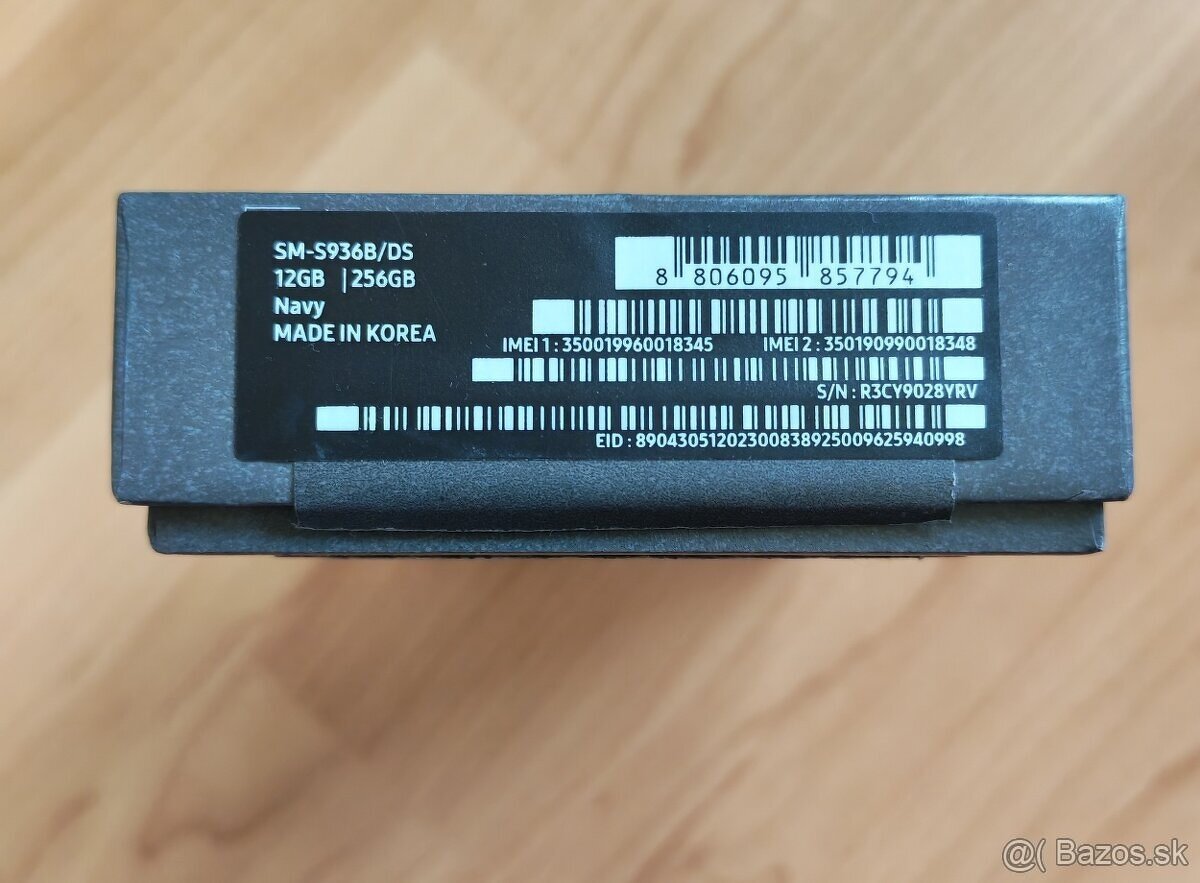 SM-S936B/DS
12GB | 256GB
Navy
MADE IN KOREA
8 806095 857794
IMEI 1 : 350019960018345 IMEI 2 : 350190990018348
S/N : R3CY9028YRV
EID : 89043051202300838925009625940998
@( Bazos.sk